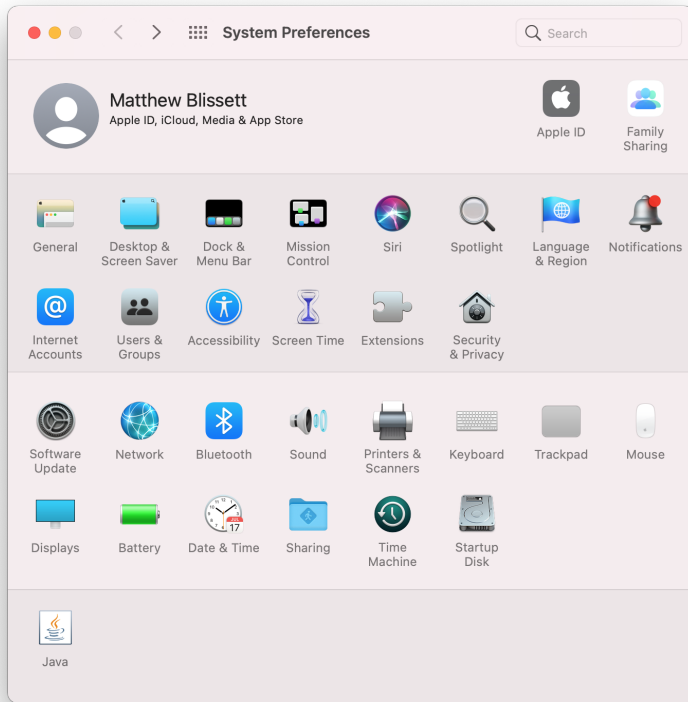 System Preferences
Search
Matthew Blissett
Apple ID, iCloud, Media & App Store
Apple ID
Family
Sharing
General
Desktop &
Screen Saver
Dock &
Menu Bar
Mission
Control
Siri
Spotlight
Language
& Region
Notifications
Internet
Accounts
Users &
Groups
Accessibility
Screen Time
Extensions
Security
& Privacy
Software
Update
Network
Bluetooth
Sound
Printers &
Scanners
Keyboard
Trackpad
Mouse
Displays
Battery
17
Date & Time
Sharing
Time
Machine
Startup
Disk
Java